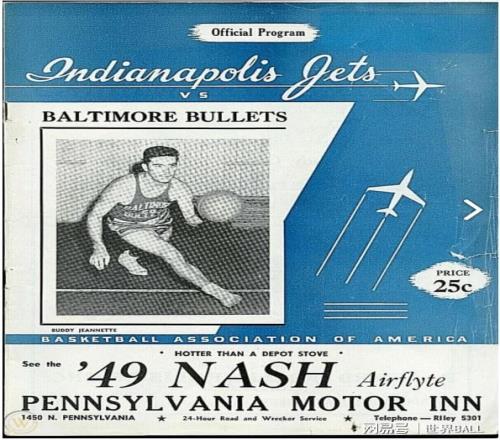 Official Program
Indianapolis Jets
VS
BALTIMORE BULLETS
PRICE
25c
BUDDY JEANNETTE
BASKETBALL ASSOCIATION OF AMERICA
• HOTTER THAN A DEPOT STOVE •
See the '49 NASH Airflyte
PENNSYLVANIA MOTOR INN
1450 N. PENNSYLVANIA ★ 24-Hour Road and Wrecker Service ★ Telephone—RIley 5301
网易号 | 世界BALL